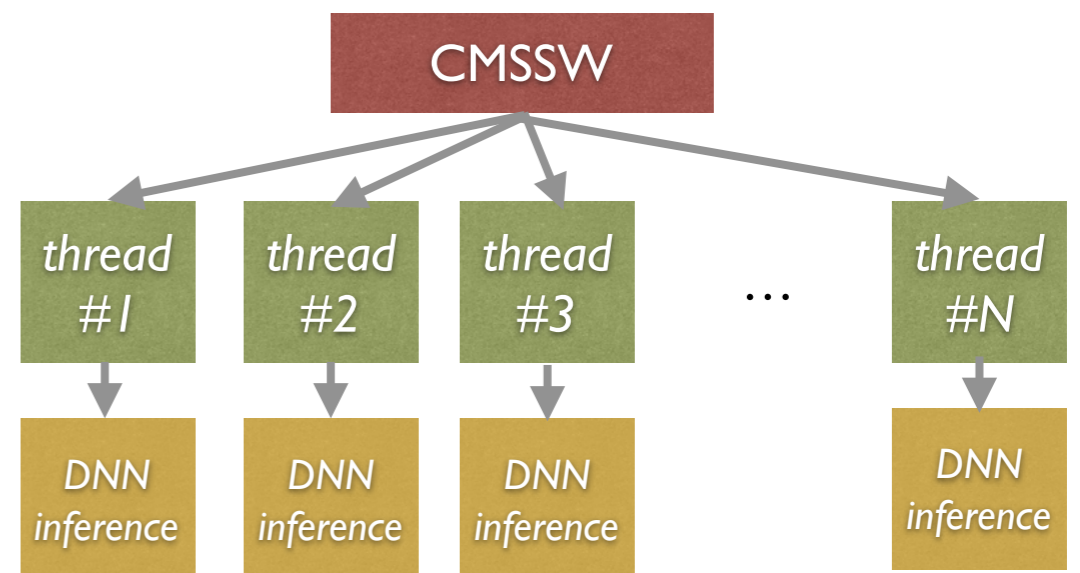 CMSSW
thread
#1
thread
#2
thread
#3
...
thread
#N
DNN
inference
DNN
inference
DNN
inference
DNN
inference